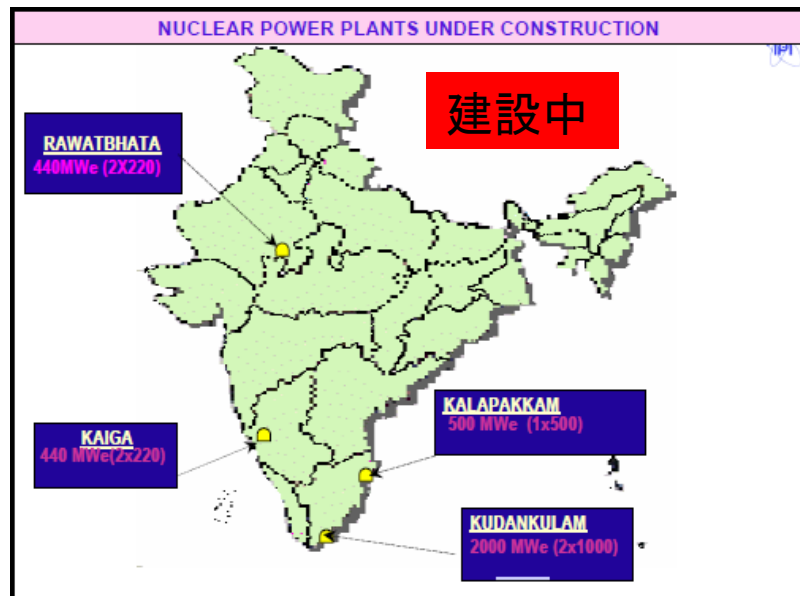 NUCLEAR POWER PLANTS UNDER CONSTRUCTION
建設中
RAWATBHATA
440MWe (2X220)
KALAPAKKAM
500 MWe (1x500)
KAIGA
440 MWe(2x220)
KUDANKULAM
2000 MWe (2x1000)